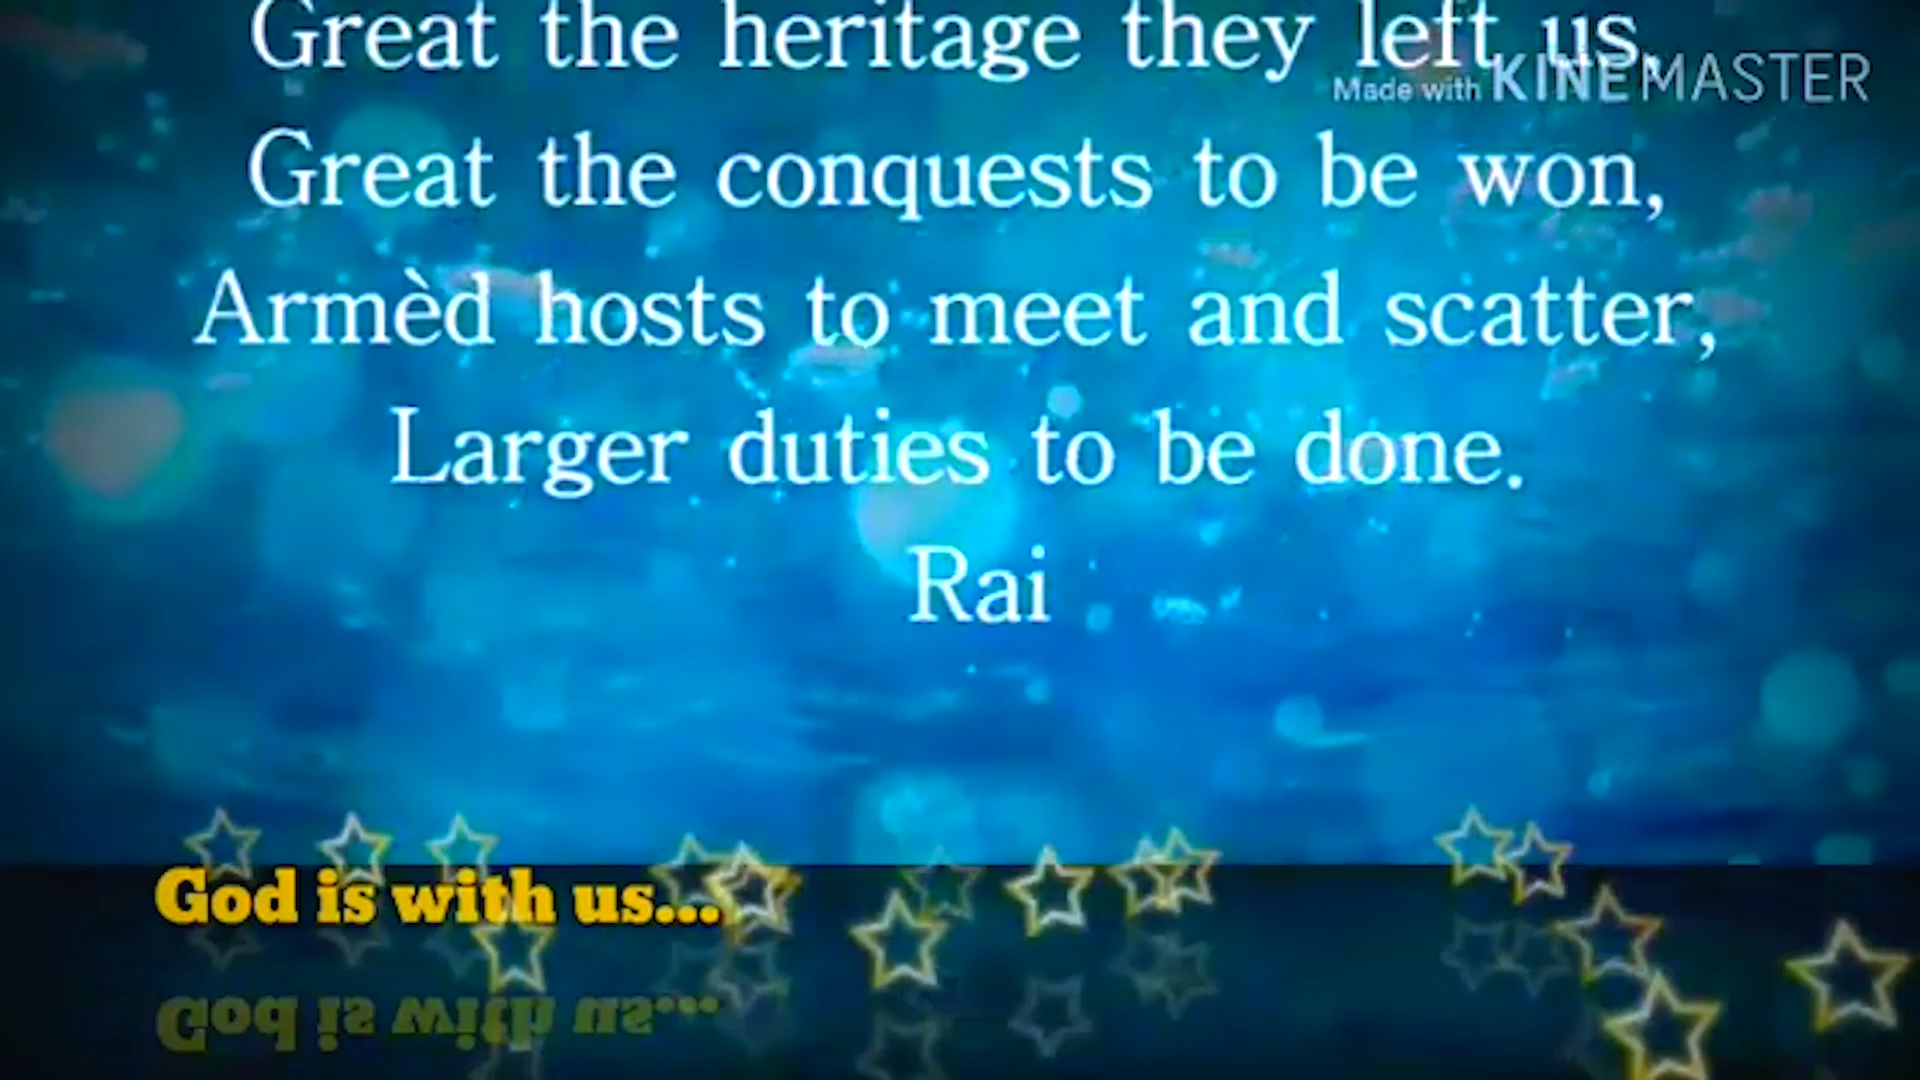 Great the heritage they left us,
Made with KINEMASTER
Great the conquests to be won,
Armèd hosts to meet and scatter,
Larger duties to be done.
Rai
God is with us...
God is with us...